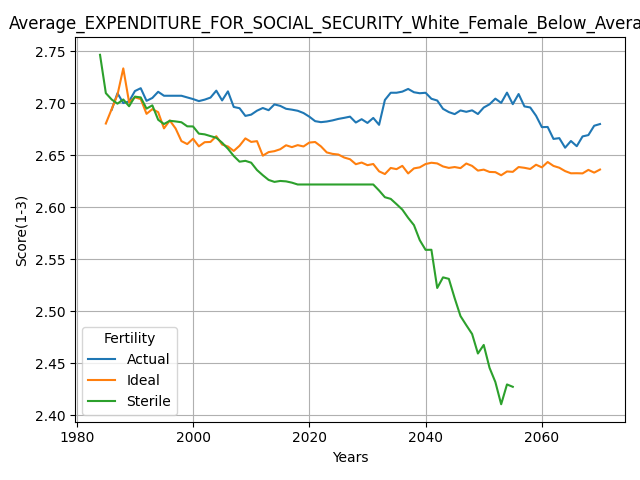 Average_EXPENDITURE_FOR_SOCIAL_SECURITY_White_Female_Below_Avera
Score(1-3)
2.75
2.70
2.65
2.60
2.55
2.50
2.45
2.40
Fertility
Actual
Ideal
Sterile
1980 2000 2020 2040 2060
Years